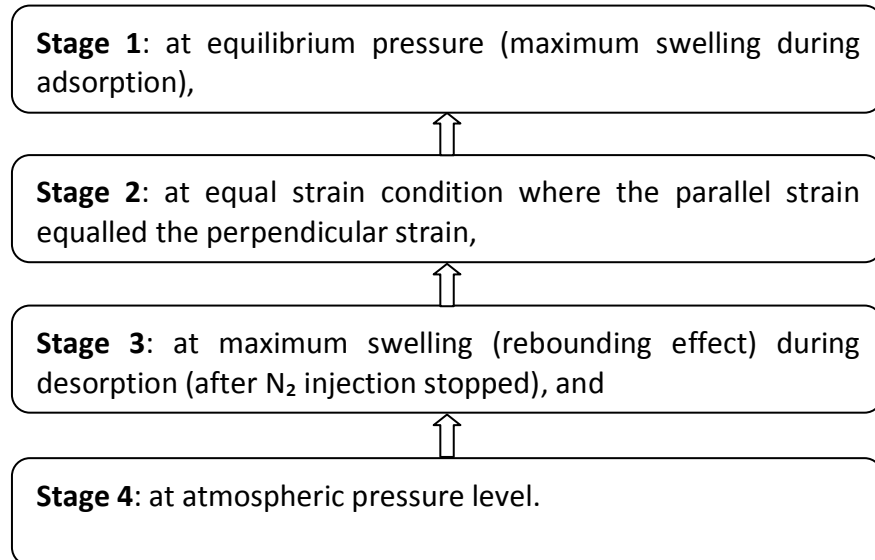 Stage 1: at equilibrium pressure (maximum swelling during
adsorption),
Stage 2: at equal strain condition where the parallel strain
equalled the perpendicular strain,
Stage 3: at maximum swelling (rebounding effect) during
desorption (after N₂ injection stopped), and
Stage 4: at atmospheric pressure level.